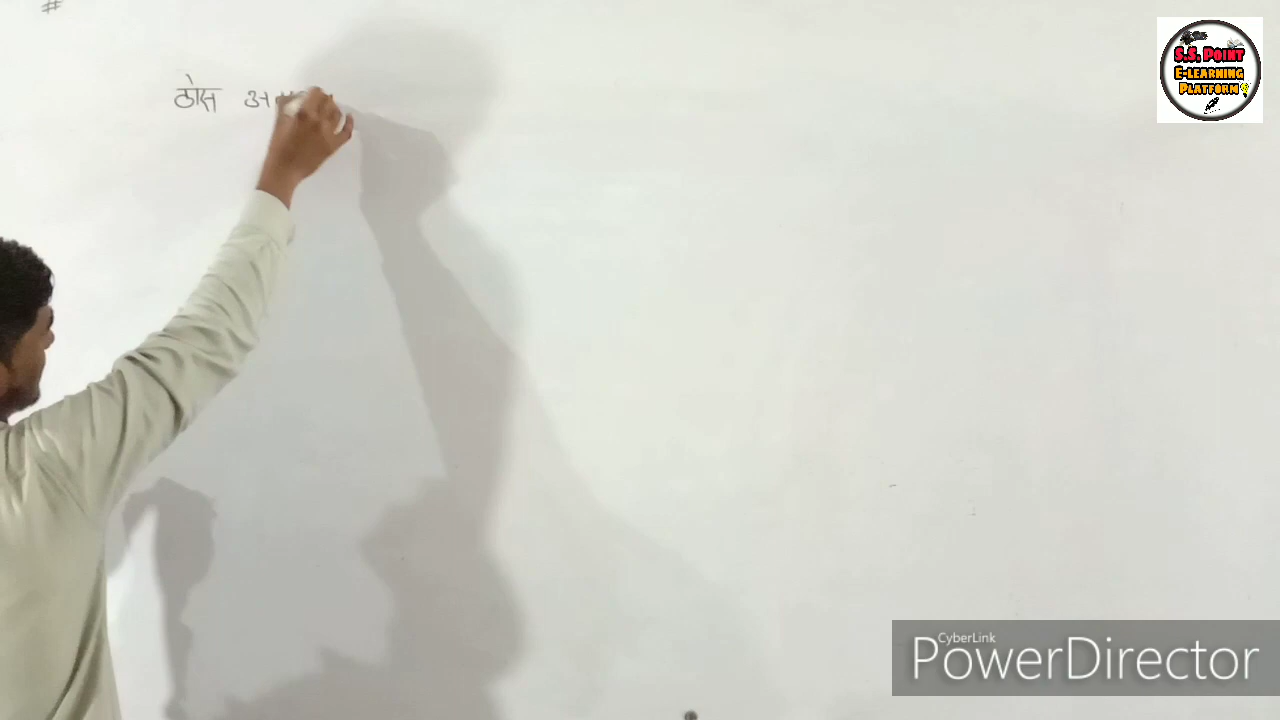 #
ठोस
S.S. POINT
E-LEARNING
PLATFORM
CyberLink
PowerDirector